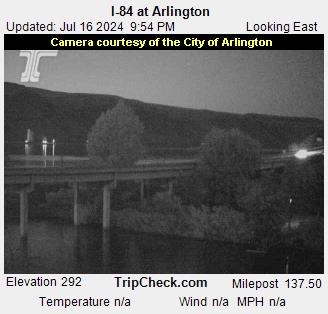 I-84 at Arlington
Updated: Jul 16 2024 9:54 PM Looking East
Camera courtesy of the City of Arlington
Elevation 292 TripCheck.com Milepost 137.50
Temperature n/a Wind n/a MPH n/a